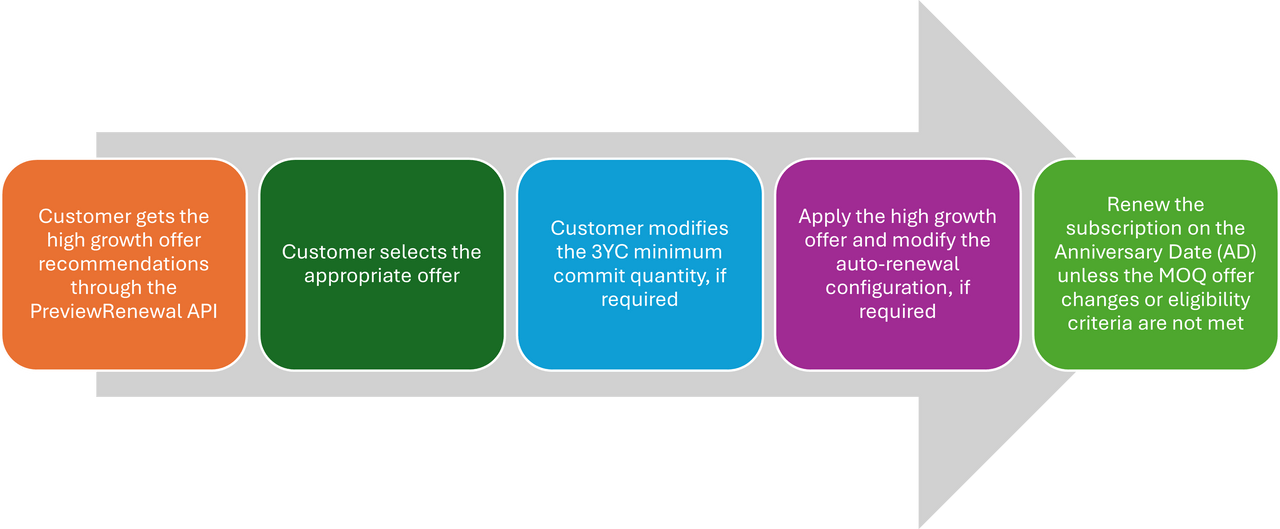 Customer gets the
high growth offer
recommendations
through the
PreviewRenewal API
Customer selects the
appropriate offer
Customer modifies
the 3YC minimum
commit quantity, if
required
Apply the high growth
offer and modify the
auto-renewal
configuration, if
required
Renew the
subscription on the
Anniversary Date (AD)
unless the MOQ offer
changes or eligibility
criteria are not met